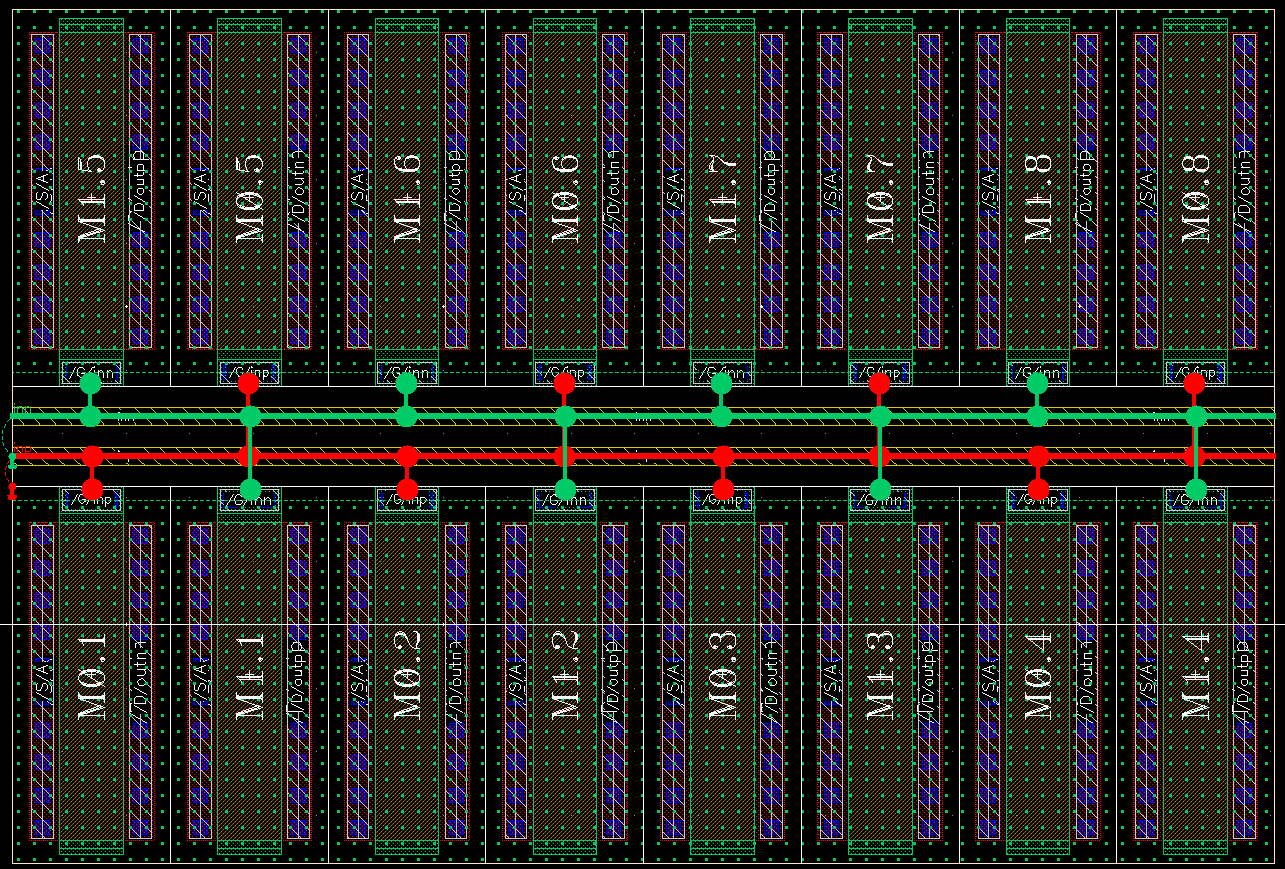 /S/A M1.5 /D/outp /S/A M0.5 /D/outn /S/A M1.6 /D/outp /S/A M0.6 /D/outn /S/A M1.7 /D/outp /S/A M0.7 /D/outn /S/A M1.8 /D/outp /S/A M0.8 /D/outn
/G/inn /G/inp /G/inn /G/inp /G/inn /G/inp /G/inn /G/inp
inn
inp
/G/inp /G/inn /G/inp /G/inn /G/inp /G/inn /G/inp /G/inn
/S/A M0.1 /D/outn /S/A M1.1 /D/outp /S/A M0.2 /D/outn /S/A M1.2 /D/outp /S/A M0.3 /D/outn /S/A M1.3 /D/outp /S/A M0.4 /D/outn /S/A M1.4 /D/outp